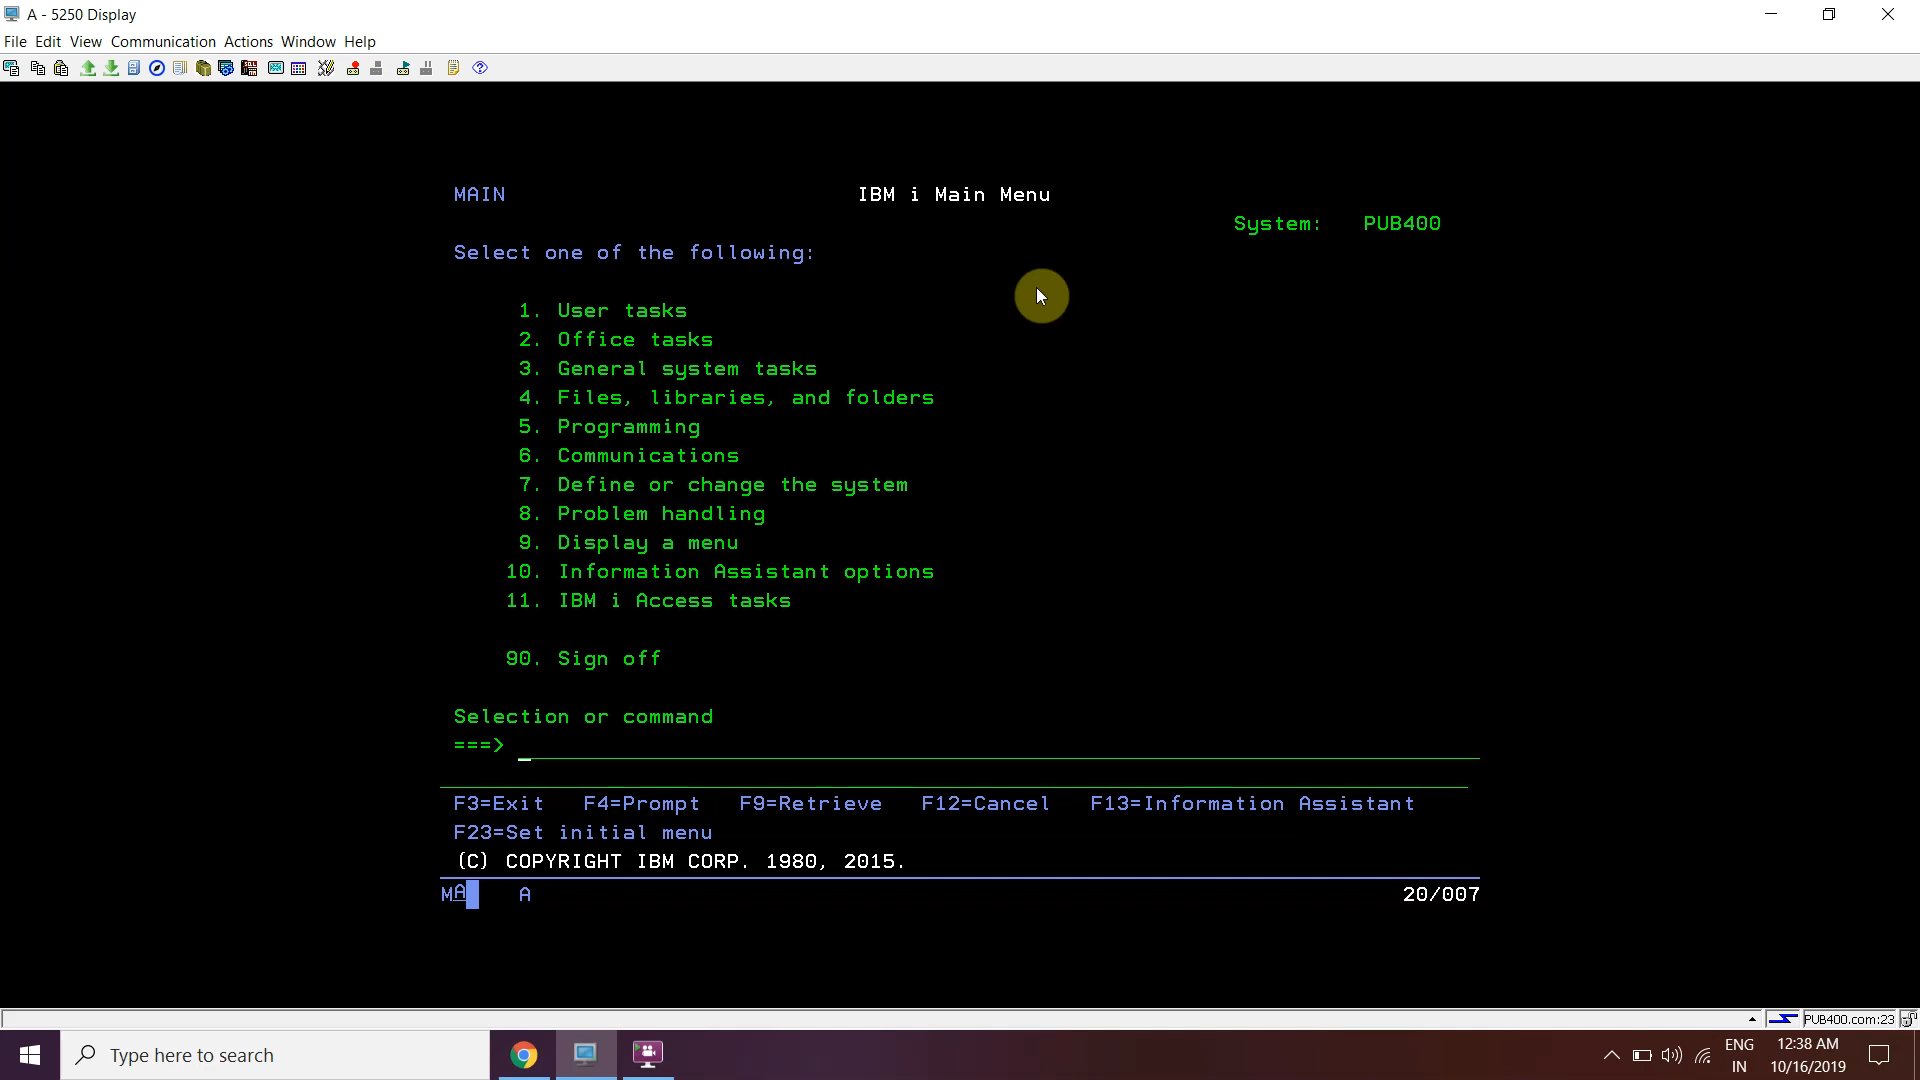 A - 5250 Display
File Edit View Communication Actions Window Help
MAIN IBM i Main Menu
System: PUB400
Select one of the following:
1. User tasks
2. Office tasks
3. General system tasks
4. Files, libraries, and folders
5. Programming
6. Communications
7. Define or change the system
8. Problem handling
9. Display a menu
10. Information Assistant options
11. IBM i Access tasks
90. Sign off
Selection or command
===>
F3=Exit F4=Prompt F9=Retrieve F12=Cancel F13=Information Assistant
F23=Set initial menu
(C) COPYRIGHT IBM CORP. 1980, 2015.
MA A 20/007
PUB400.com:23
Type here to search
ENG 12:38 AM
IN 10/16/2019